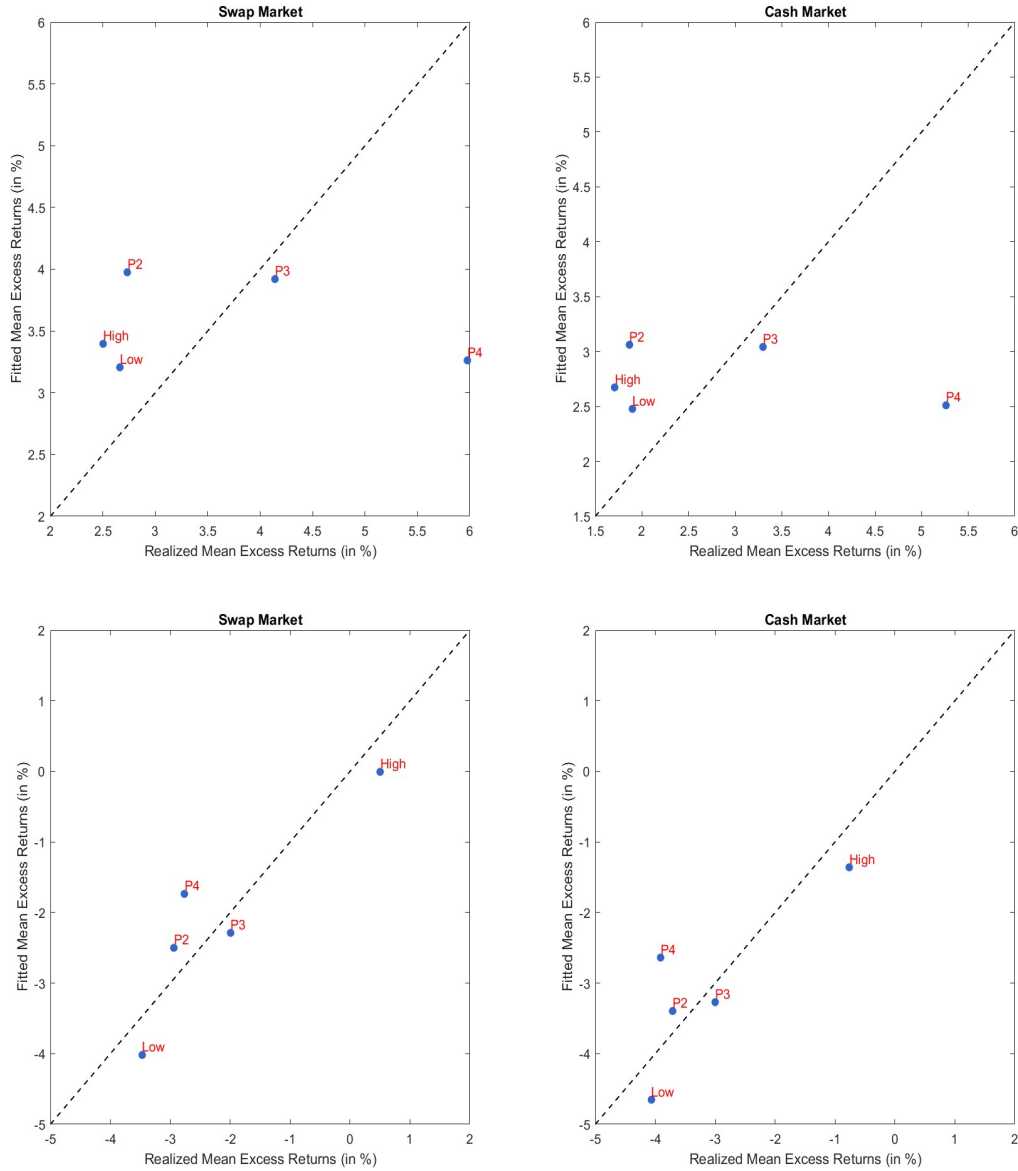 Swap Market
6
5.5
5
4.5
4
3.5
3
2.5
2
Fitted Mean Excess Returns (in %)
P2
P3
High
Low
P4
2 2.5 3 3.5 4 4.5 5 5.5 6
Realized Mean Excess Returns (in %)
Cash Market
6
5.5
5
4.5
4
3.5
3
2.5
2
1.5
Fitted Mean Excess Returns (in %)
P2
P3
High
Low
P4
1.5 2 2.5 3 3.5 4 4.5 5 5.5 6
Realized Mean Excess Returns (in %)
Swap Market
2
1
0
-1
-2
-3
-4
-5
Fitted Mean Excess Returns (in %)
High
P4
P2
P3
Low
-5 -4 -3 -2 -1 0 1 2
Realized Mean Excess Returns (in %)
Cash Market
2
1
0
-1
-2
-3
-4
-5
Fitted Mean Excess Returns (in %)
High
P4
P2
P3
Low
-5 -4 -3 -2 -1 0 1 2
Realized Mean Excess Returns (in %)